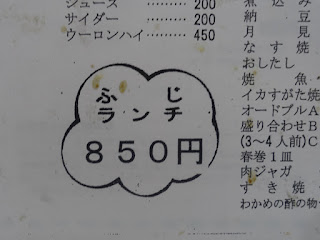 ジュース ‥‥‥‥ 200
サイダー ‥‥‥‥ 200
ウーロンハイ ‥‥‥ 450
ふじ
ランチ
850円
煮込み
納豆
月見
なす焼
おしたし
焼魚
イカすがた焼
オードブルA
盛り合わせB
(3~4人前)C
春巻1皿
肉ジャガ
すき焼
わかめの酢の物